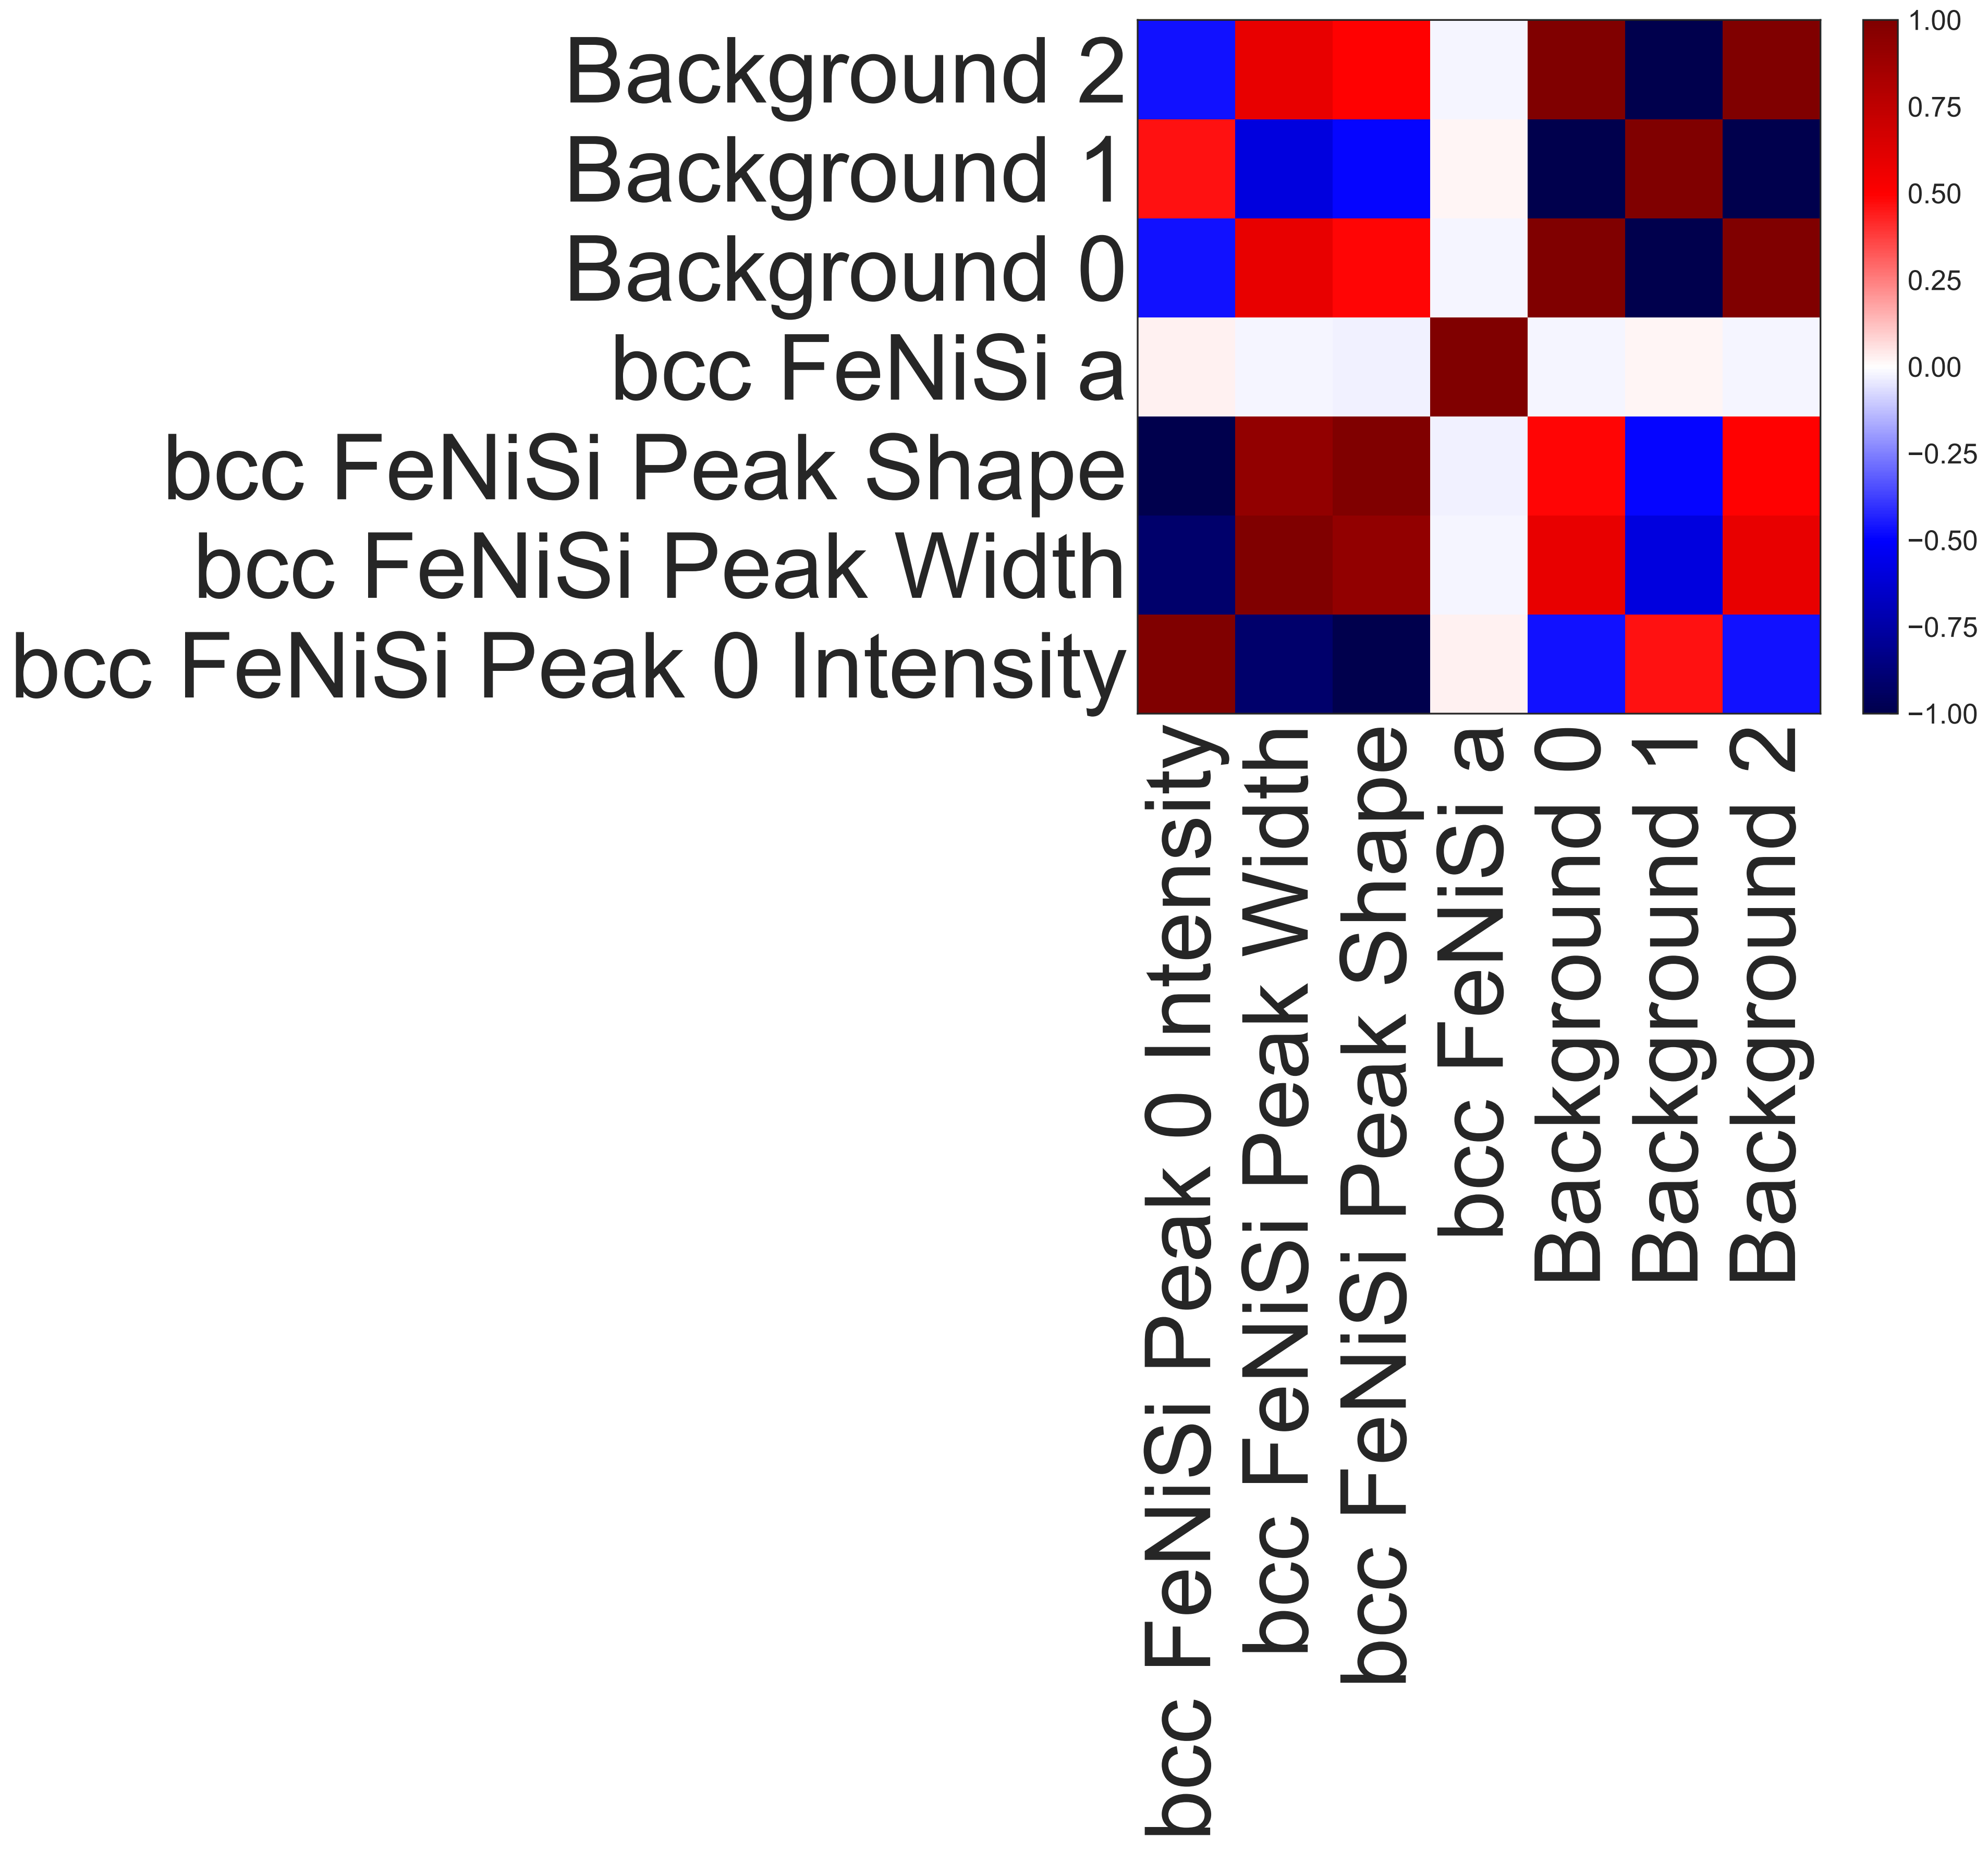 Background 2
Background 1
Background 0
bcc FeNiSi a
bcc FeNiSi Peak Shape
bcc FeNiSi Peak Width
bcc FeNiSi Peak 0 Intensity
bcc FeNiSi Peak 0 Intensity
bcc FeNiSi Peak Width
bcc FeNiSi Peak Shape
bcc FeNiSi a
Background 0
Background 1
Background 2
1.00
0.75
0.50
0.25
0.00
−0.25
−0.50
−0.75
−1.00